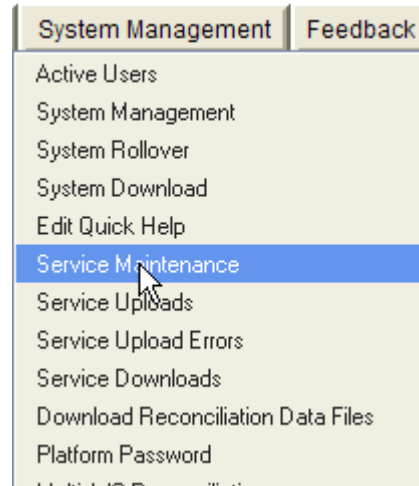 System Management Feedback
Active Users
System Management
System Rollover
System Download
Edit Quick Help
Service Maintenance
Service Uploads
Service Upload Errors
Service Downloads
Download Reconciliation Data Files
Platform Password